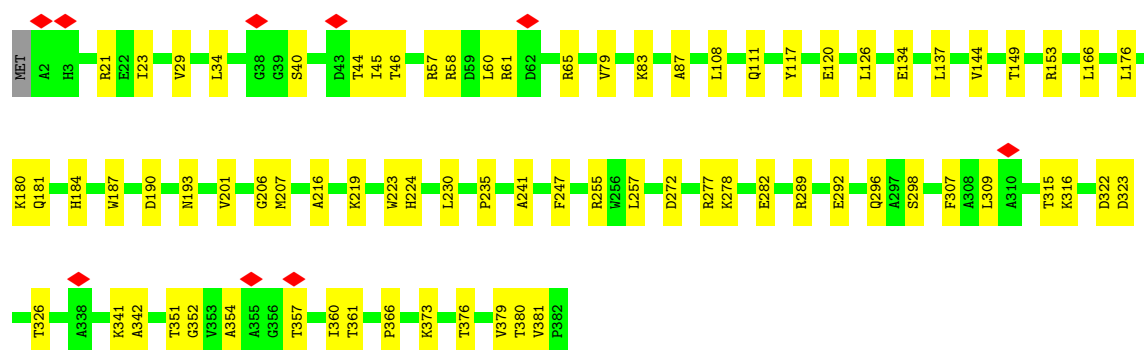 MET A2 H3 R21 E22 I23 V29 L34 G38 G39 S40 D43 T44 I45 T46 R57 R58 D59 L60 R61 D62 R65 V79 K83 A87 L108 Q111 Y117 E120 L126 E134 L137 V144 T149 R153 L166 L176
K180 Q181 H184 W187 D190 N193 V201 G206 M207 A216 K219 W223 H224 L230 P235 A241 F247 R255 W256 L257 D272 R277 K278 E282 R289 E292 Q296 A297 S298 F307 A308 L309 A310 T315 K316 D322 D323
T326 A338 K341 A342 T351 G352 V353 A354 A355 G356 T357 I360 T361 P366 K373 T376 V379 T380 V381 P382